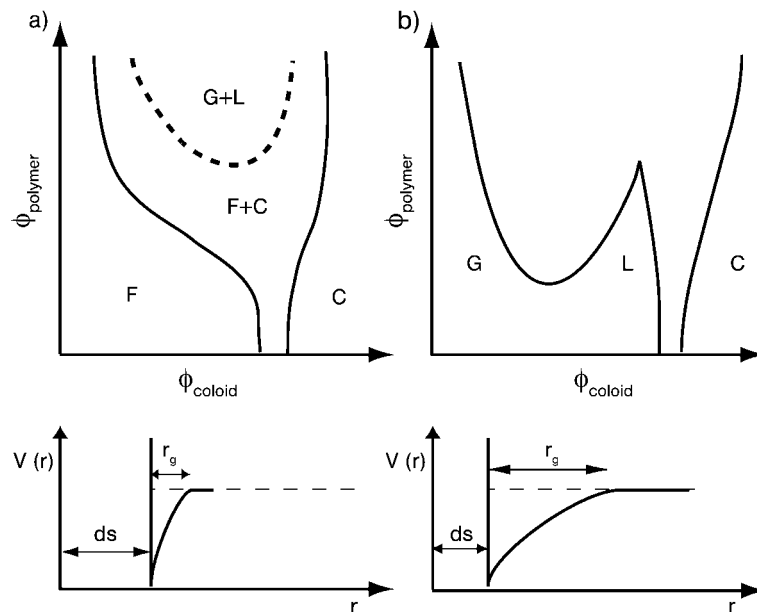 a)
ϕpolymer
G+L
F+C
F
C
ϕcoloid
b)
ϕpolymer
G
L
C
ϕcoloid
V (r)
rg
ds
r
V (r)
rg
ds
r